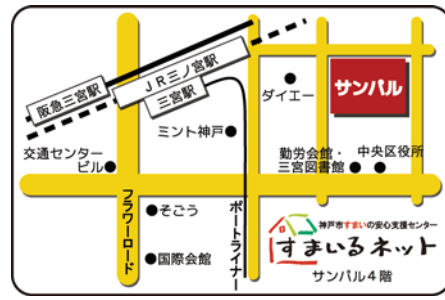 JR三ノ宮駅
阪急三宮駅
三宮駅
サンパル
ダイエー
ミント神戸
交通センター
ビル
勤労会館・
三宮図書館
中央区役所
フラワーロード
ポートライナー
そごう
国際会館
神戸市すまいの安心支援センター
すまいるネット
サンパル4階